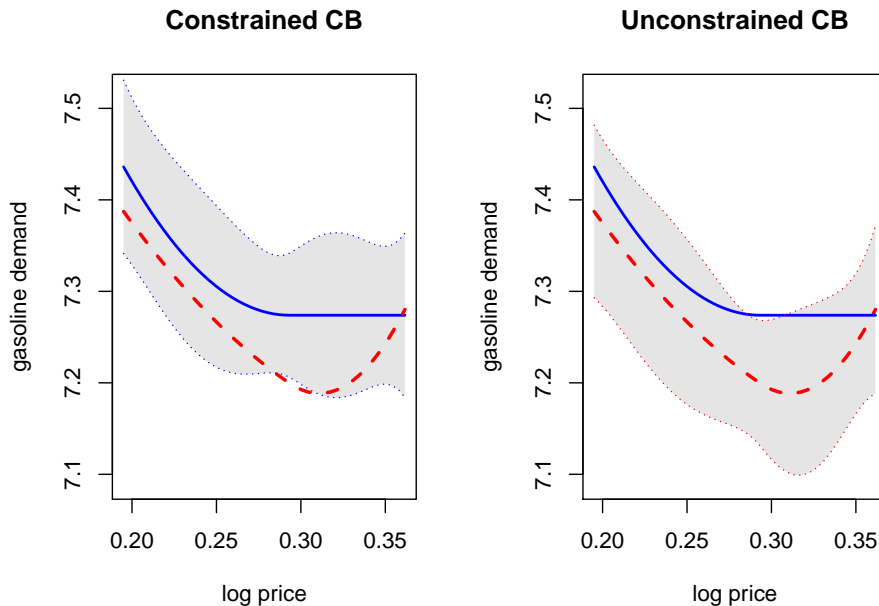 Constrained CB
gasoline demand
7.5
7.4
7.3
7.2
7.1
0.20 0.25 0.30 0.35
log price
Unconstrained CB
gasoline demand
7.5
7.4
7.3
7.2
7.1
0.20 0.25 0.30 0.35
log price